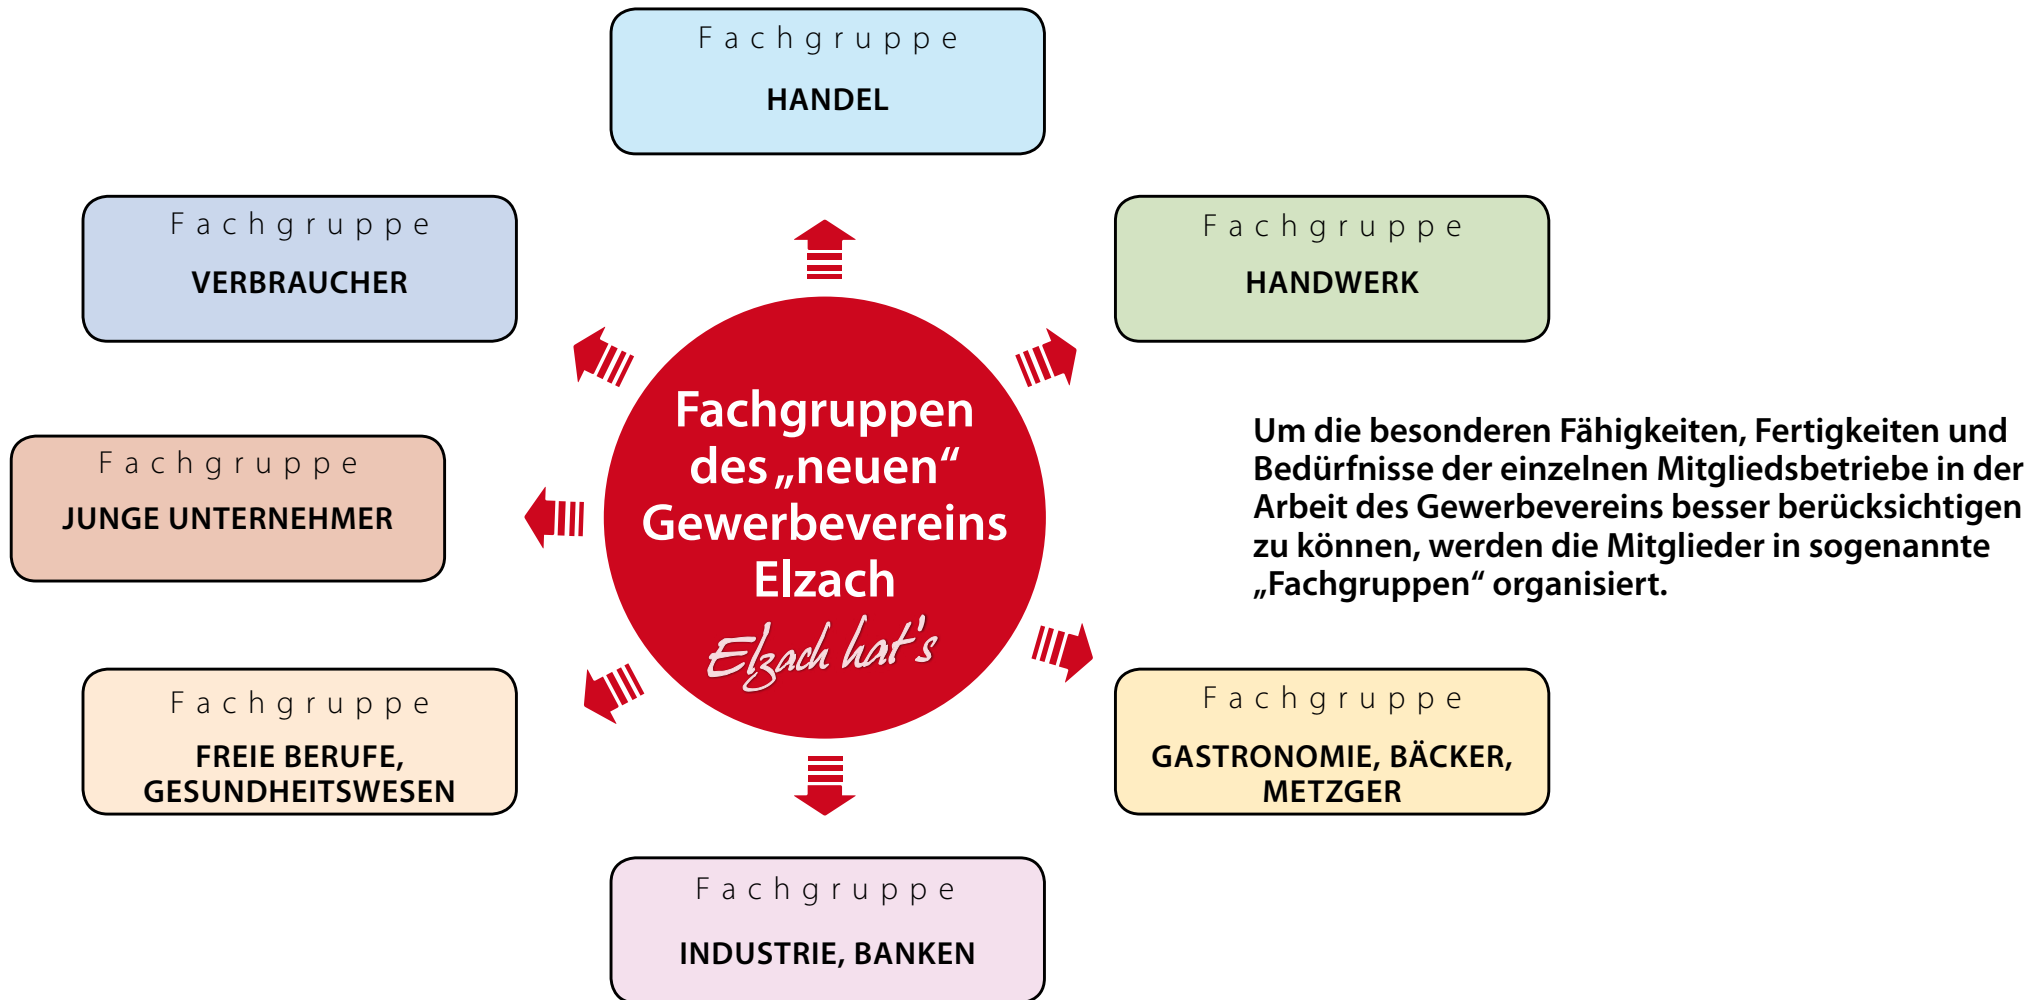 Fachgruppe
HANDEL
Fachgruppe
VERBRAUCHER
Fachgruppe
HANDWERK
Fachgruppen
des „neuen“
Gewerbevereins
Elzach
Elzach hat's
Um die besonderen Fähigkeiten, Fertigkeiten und
Bedürfnisse der einzelnen Mitgliedsbetriebe in der
Arbeit des Gewerbevereins besser berücksichtigen
zu können, werden die Mitglieder in sogenannte
„Fachgruppen“ organisiert.
Fachgruppe
JUNGE UNTERNEHMER
Fachgruppe
FREIE BERUFE,
GESUNDHEITSWESEN
Fachgruppe
GASTRONOMIE, BÄCKER,
METZGER
Fachgruppe
INDUSTRIE, BANKEN